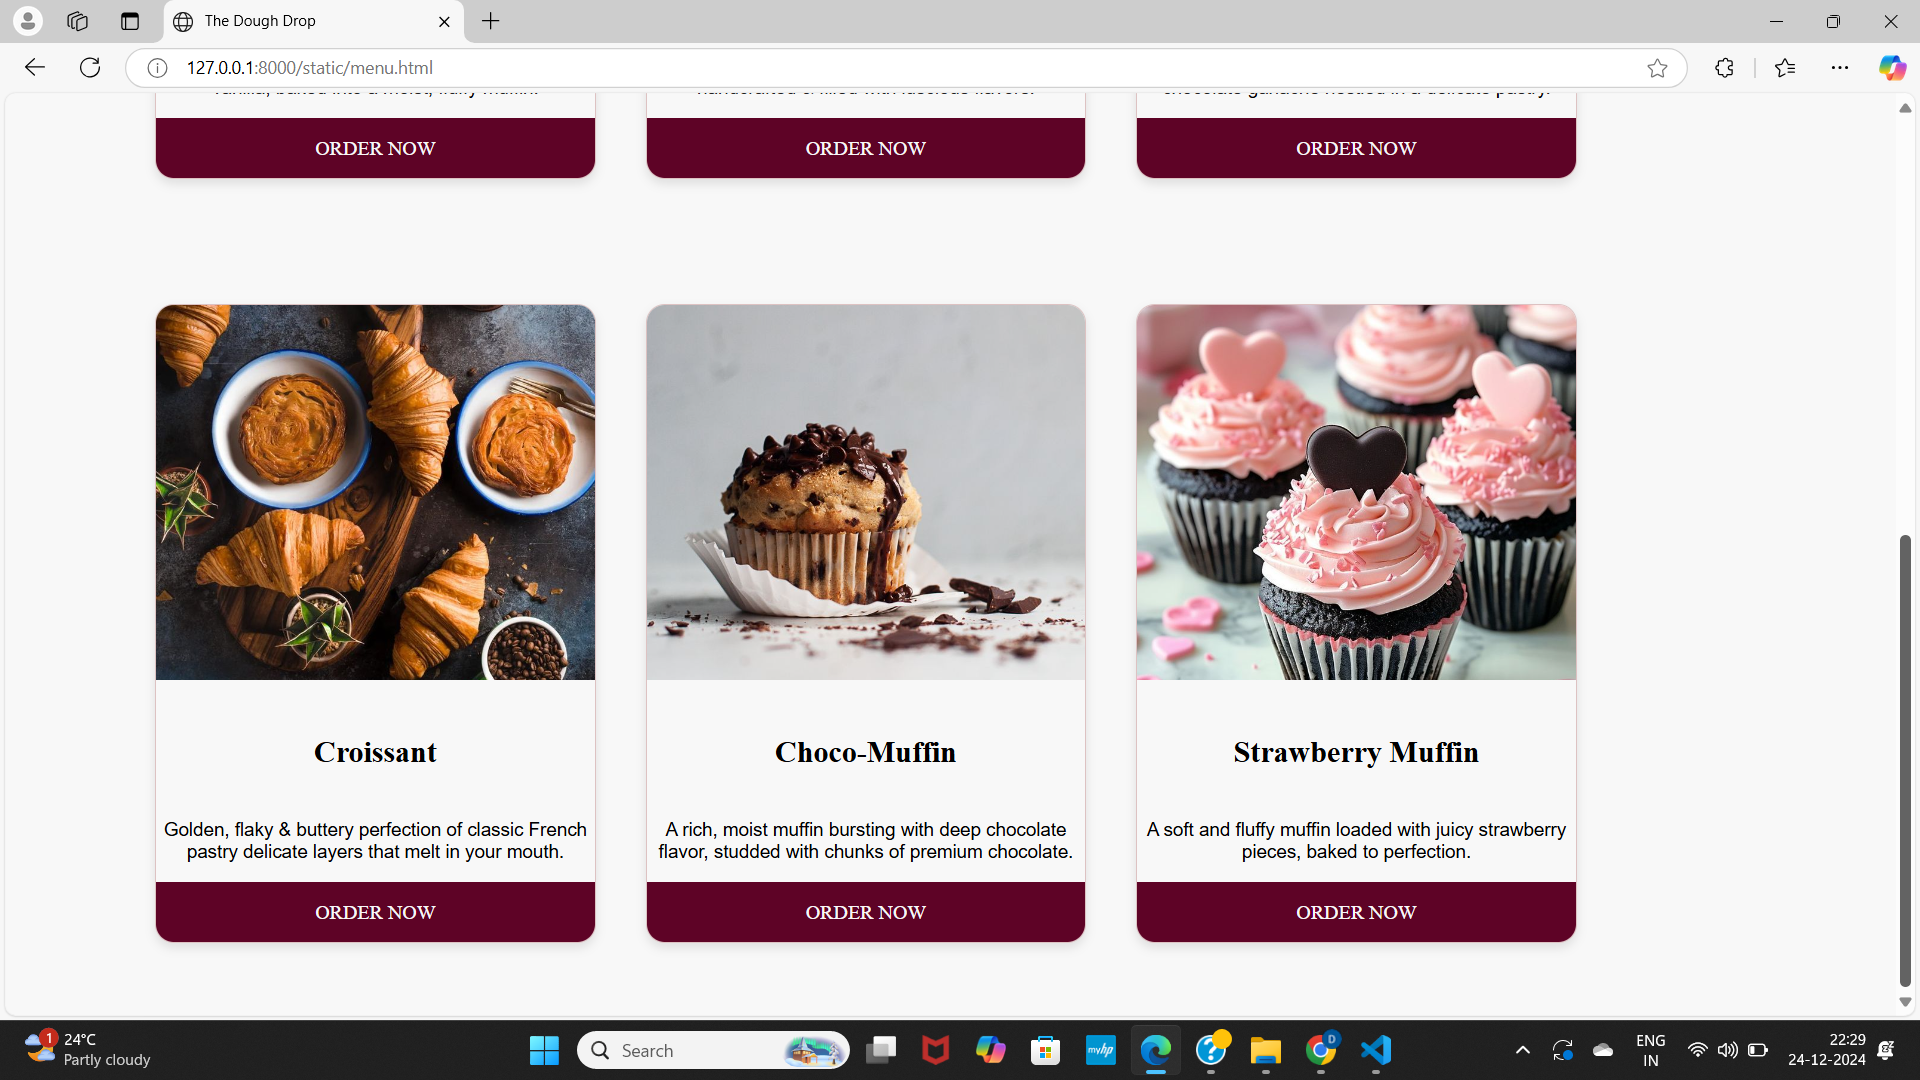 The Dough Drop
127.0.0.1:8000/static/menu.html
ORDER NOW
ORDER NOW
ORDER NOW
Croissant
Choco-Muffin
Strawberry Muffin
Golden, flaky & buttery perfection of classic French
pastry delicate layers that melt in your mouth.
A rich, moist muffin bursting with deep chocolate
flavor, studded with chunks of premium chocolate.
A soft and fluffy muffin loaded with juicy strawberry
pieces, baked to perfection.
ORDER NOW
ORDER NOW
ORDER NOW
1
24°C
Partly cloudy
Search
myhp
D
ENG
IN
22:29
24-12-2024